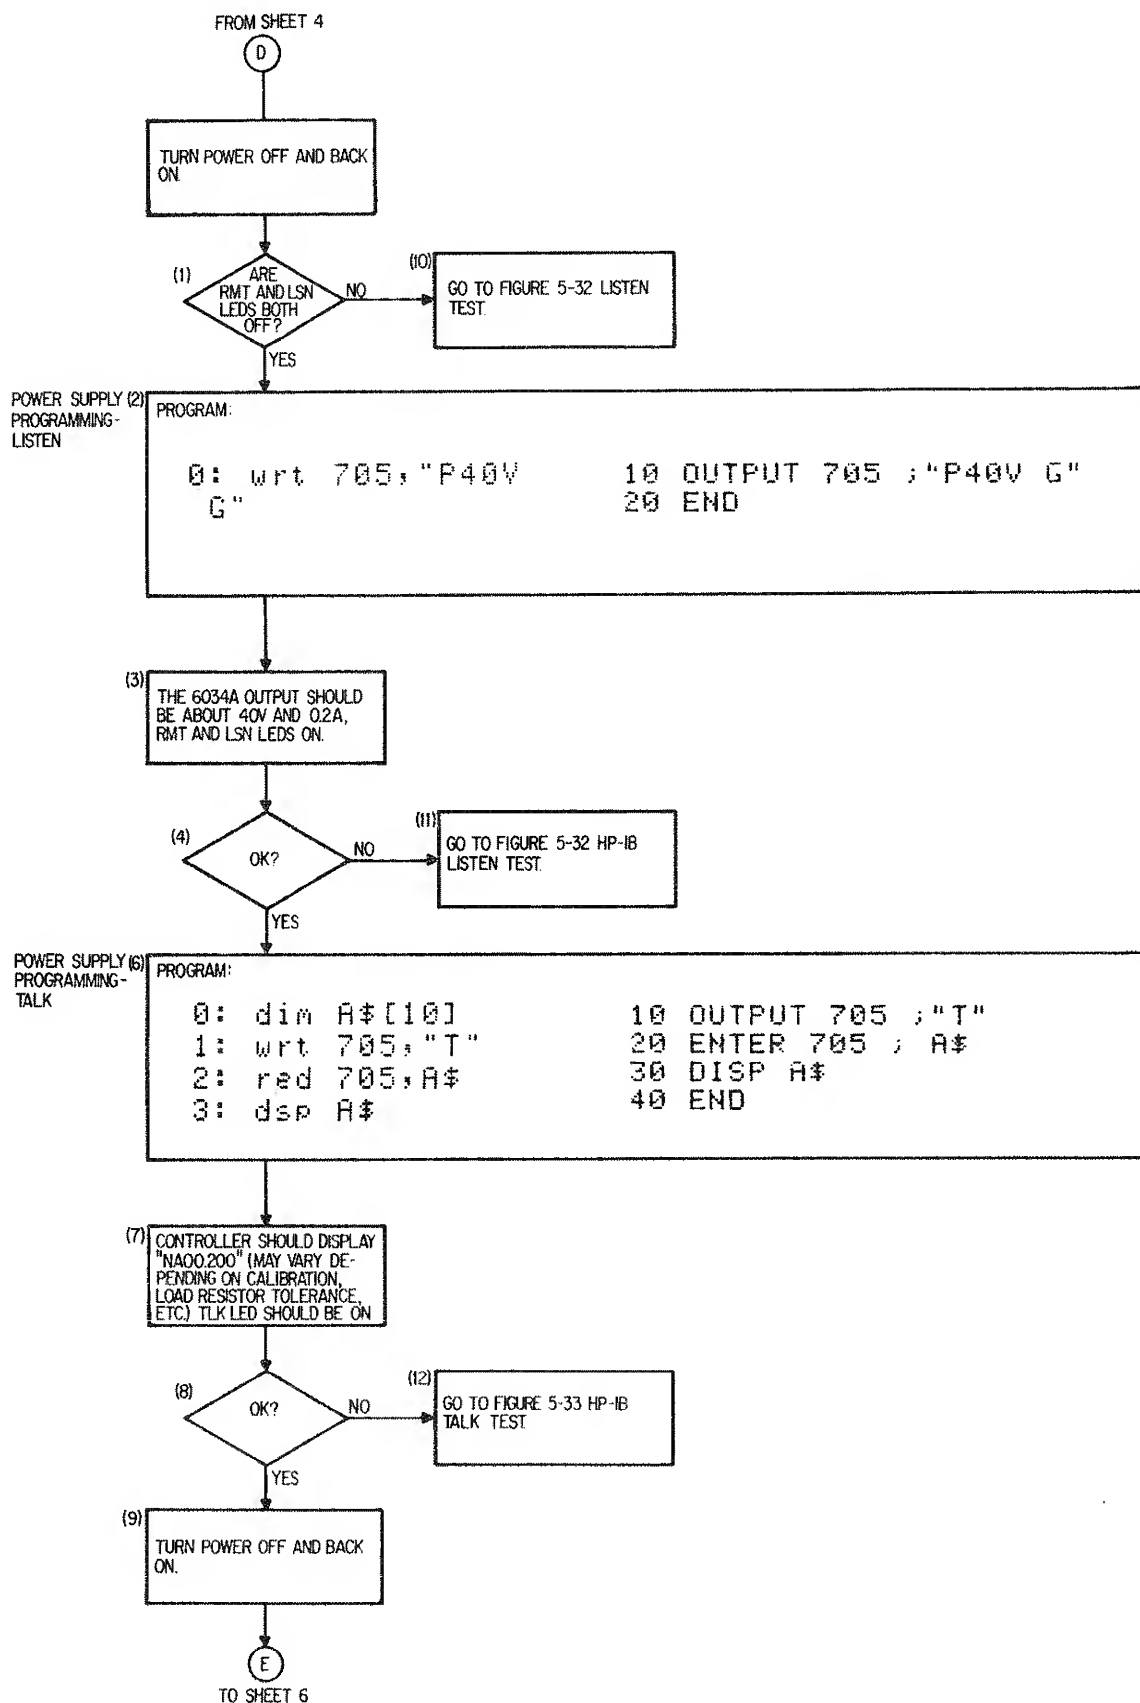 FROM SHEET 4
D
TURN POWER OFF AND BACK
ON.
(1)
ARE
RMT AND LSN
LEDS BOTH
OFF?
NO
YES
(10)
GO TO FIGURE 5-32 LISTEN
TEST.
POWER SUPPLY (2)
PROGRAMMING-
LISTEN
PROGRAM:
0: wrt 705,"P40V
G"
10 OUTPUT 705 ;"P40V G"
20 END
(3)
THE 6034A OUTPUT SHOULD
BE ABOUT 40V AND 0.2A,
RMT AND LSN LEDS ON.
(4)
OK?
NO
YES
(11)
GO TO FIGURE 5-32 HP-IB
LISTEN TEST.
POWER SUPPLY (6)
PROGRAMMING-
TALK
PROGRAM:
0: dim A$[10]
1: wrt 705,"T"
2: red 705,A$
3: dsp A$
10 OUTPUT 705 ;"T"
20 ENTER 705 ; A$
30 DISP A$
40 END
(7)
CONTROLLER SHOULD DISPLAY
"NA00.200" (MAY VARY DE-
PENDING ON CALIBRATION,
LOAD RESISTOR TOLERANCE,
ETC.) TLK LED SHOULD BE ON
(8)
OK?
NO
YES
(12)
GO TO FIGURE 5-33 HP-IB
TALK TEST.
(9)
TURN POWER OFF AND BACK
ON.
E
TO SHEET 6